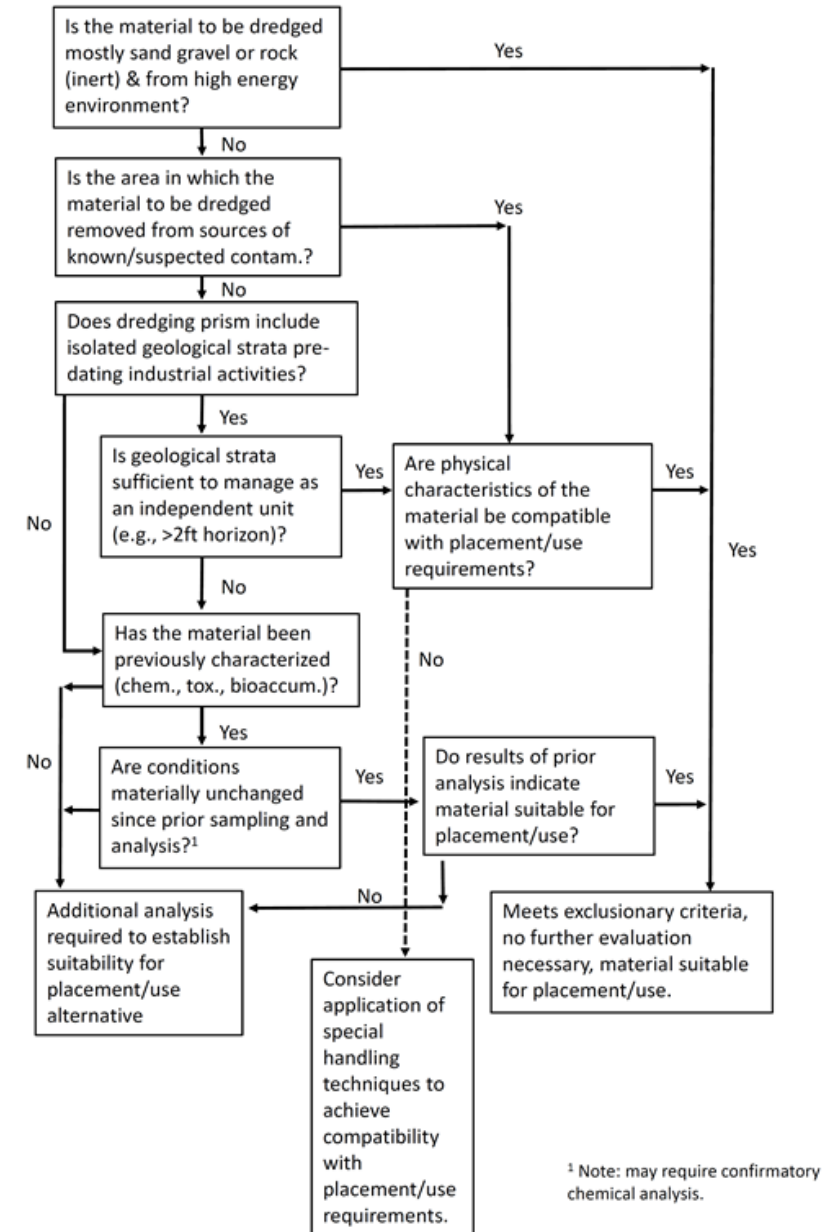 Is the material to be dredged
mostly sand gravel or rock
(inert) & from high energy
environment?
Yes
No
Is the area in which the
material to be dredged
removed from sources of
known/suspected contam.?
Yes
No
Does dredging prism include
isolated geological strata pre-
dating industrial activities?
Yes
No
Is geological strata
sufficient to manage as
an independent unit
(e.g., >2ft horizon)?
Yes
Are physical
characteristics of the
material be compatible
with placement/use
requirements?
Yes
Yes
No
No
Has the material been
previously characterized
(chem., tox., bioaccum.)?
Yes
No
Are conditions
materially unchanged
since prior sampling and
analysis?¹
Yes
Do results of prior
analysis indicate
material suitable for
placement/use?
Yes
No
Additional analysis
required to establish
suitability for
placement/use
alternative
Meets exclusionary criteria,
no further evaluation
necessary, material suitable
for placement/use.
Consider
application of
special
handling
techniques to
achieve
compatibility
with
placement/use
requirements.
¹ Note: may require confirmatory
chemical analysis.